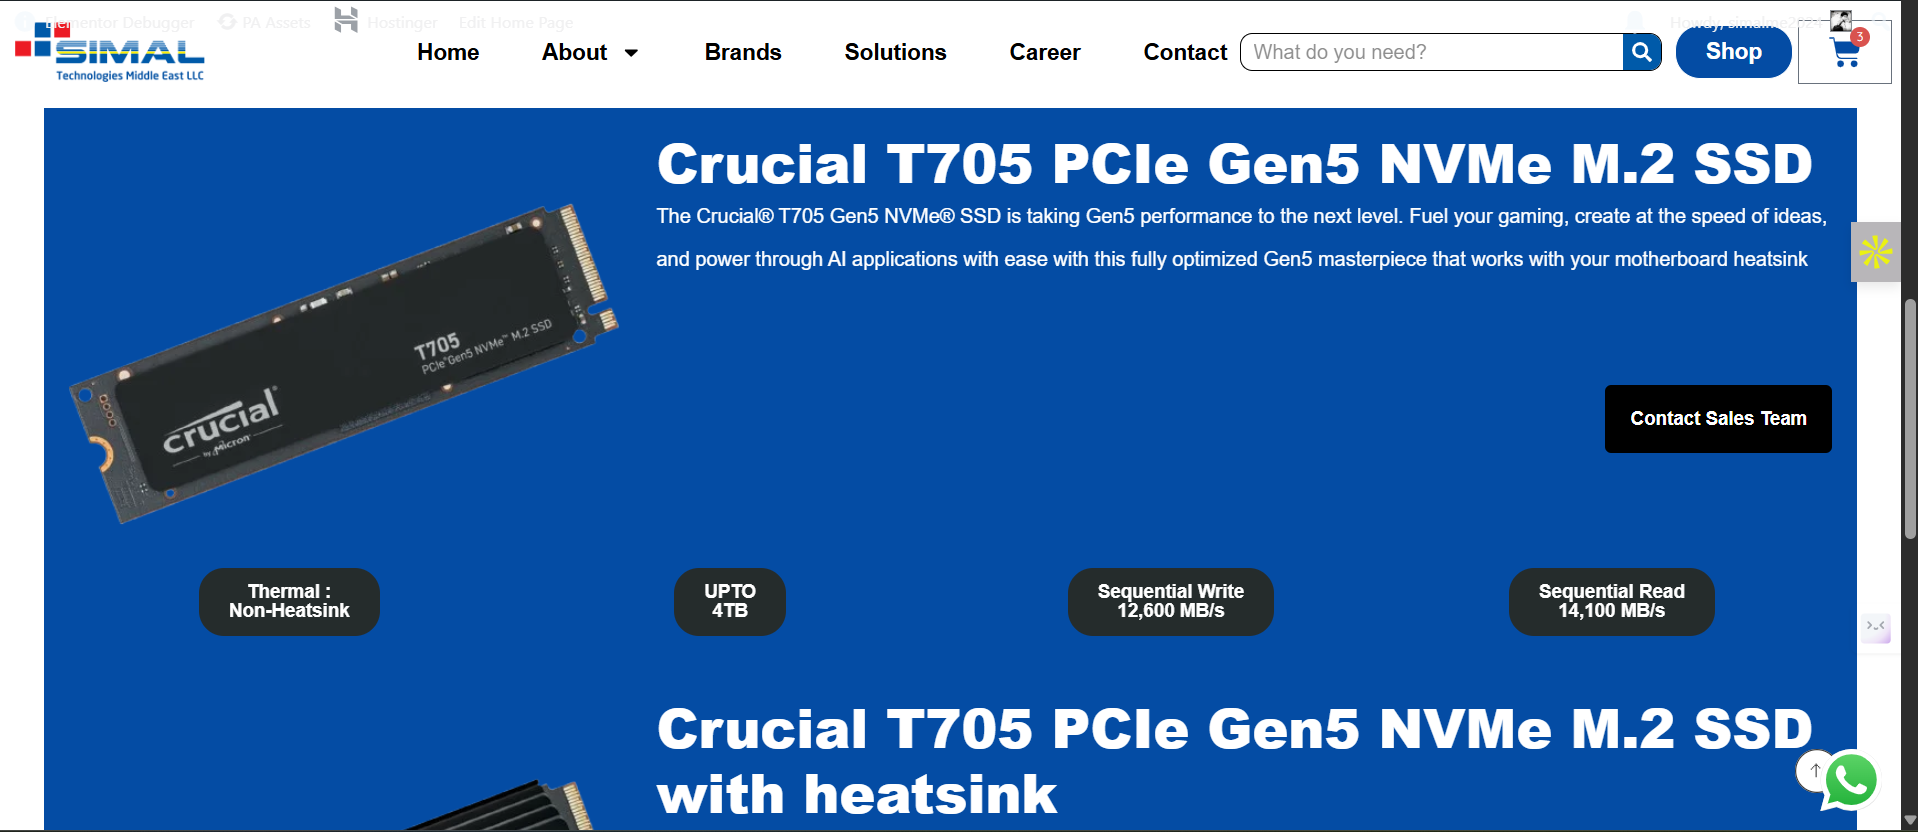 Elementor Debugger PA Assets Hostinger Edit Home Page Howdy, simalme2024
SIMAL
Technologies Middle East LLC
Home About Brands Solutions Career Contact What do you need? Shop 3
Crucial T705 PCIe Gen5 NVMe M.2 SSD
The Crucial® T705 Gen5 NVMe® SSD is taking Gen5 performance to the next level. Fuel your gaming, create at the speed of ideas,
and power through AI applications with ease with this fully optimized Gen5 masterpiece that works with your motherboard heatsink
T705
PCIe® Gen5 NVMe™ M.2 SSD
crucial®
by Micron®
Contact Sales Team
Thermal :
Non-Heatsink
UPTO
4TB
Sequential Write
12,600 MB/s
Sequential Read
14,100 MB/s
Crucial T705 PCIe Gen5 NVMe M.2 SSD
with heatsink